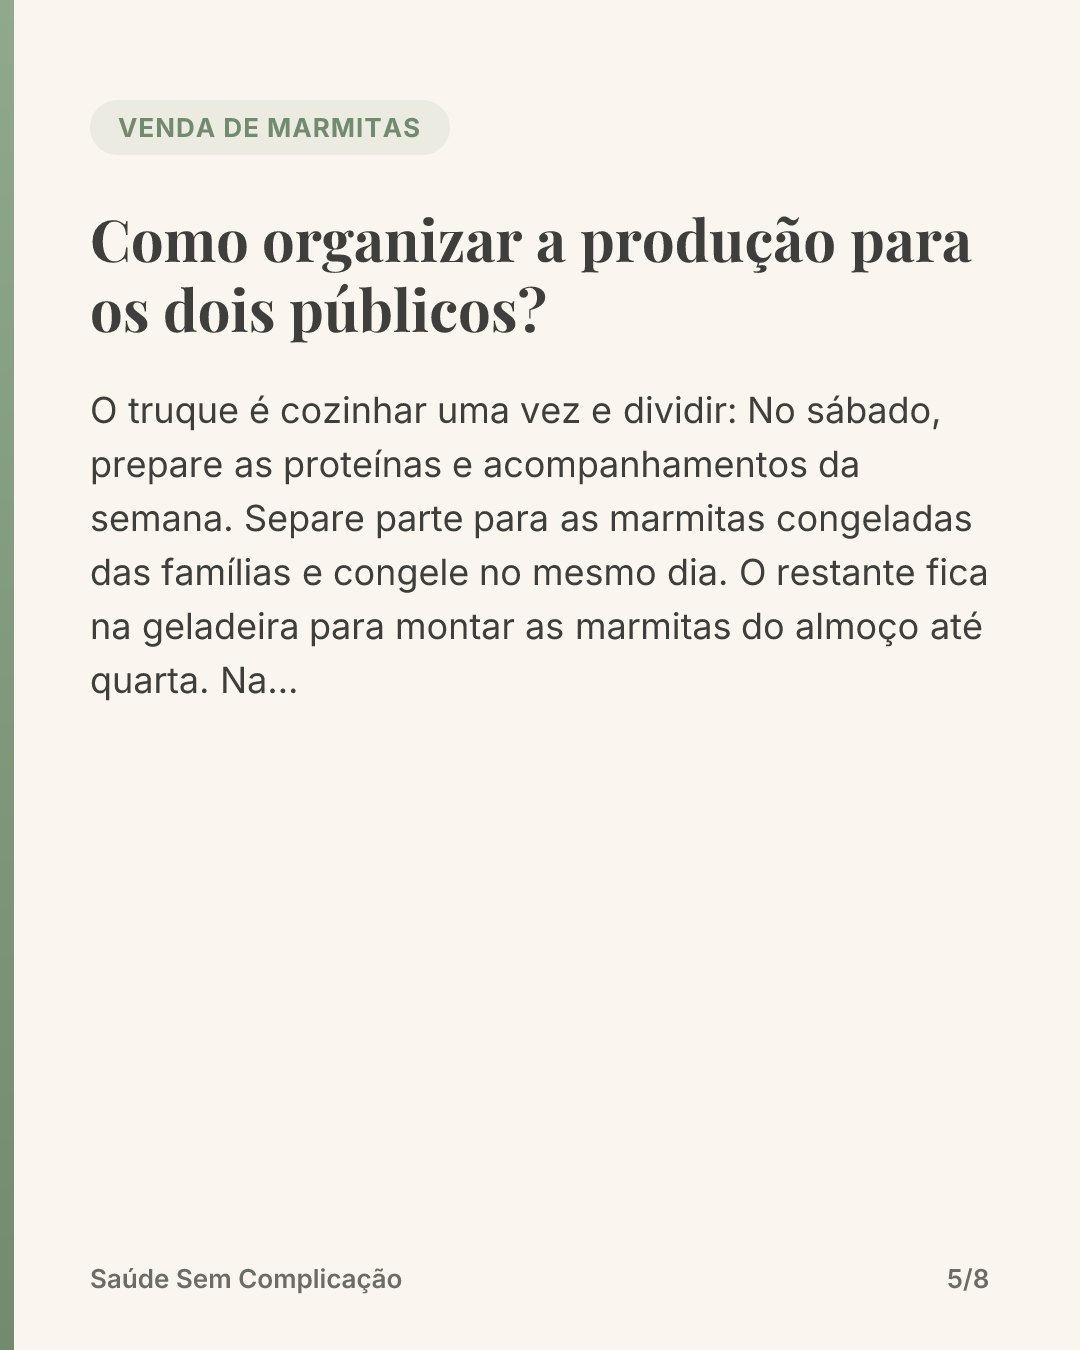 VENDA DE MARMITAS
Como organizar a produção para
os dois públicos?
O truque é cozinhar uma vez e dividir: No sábado,
prepare as proteínas e acompanhamentos da
semana. Separe parte para as marmitas congeladas
das famílias e congele no mesmo dia. O restante fica
na geladeira para montar as marmitas do almoço até
quarta. Na...
Saúde Sem Complicação
5/8